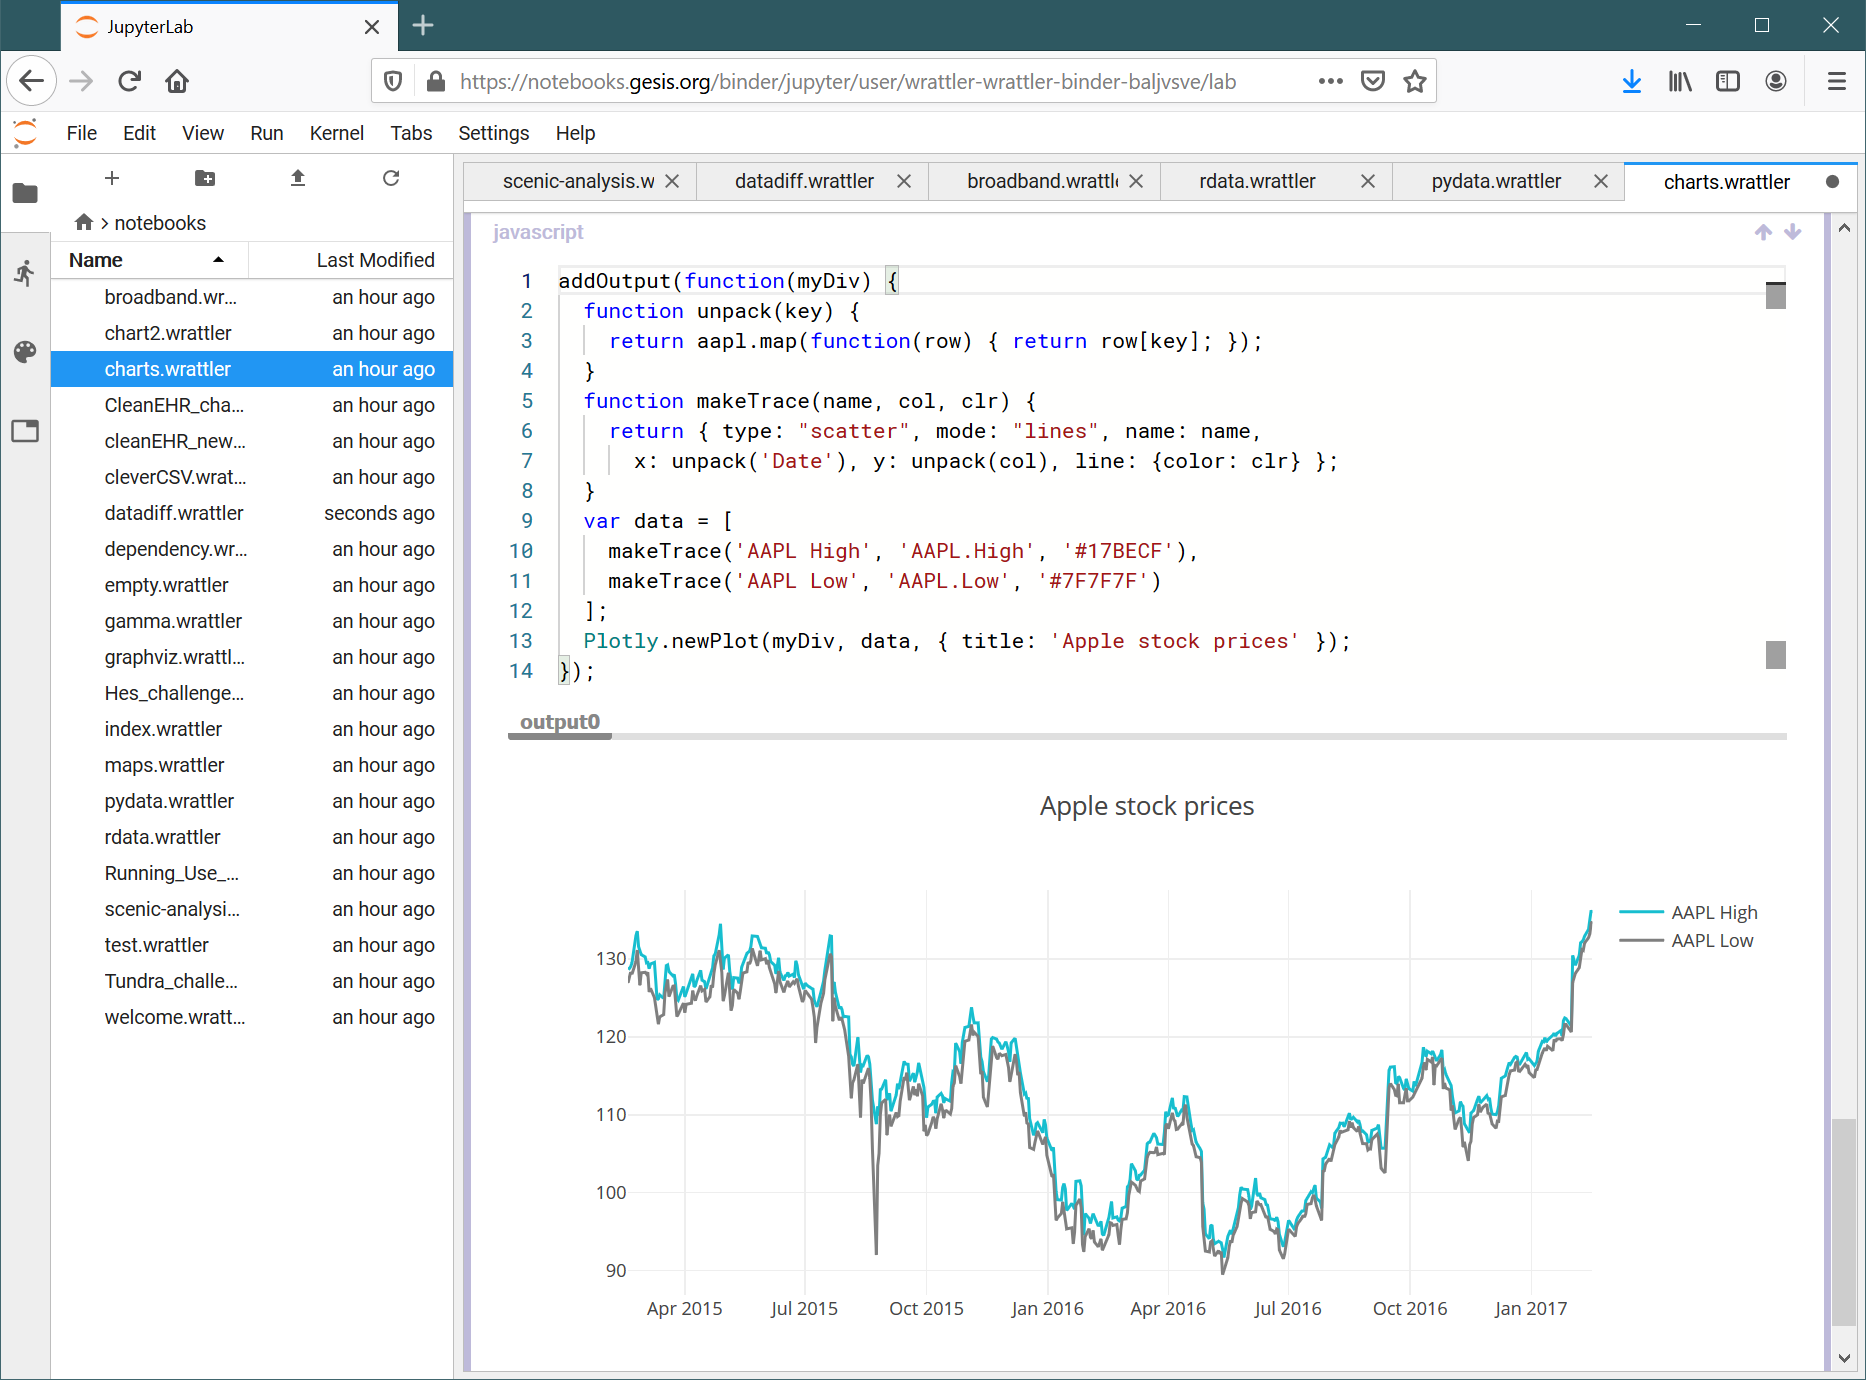 JupyterLab
https://notebooks.gesis.org/binder/jupyter/user/wrattler-wrattler-binder-baljvsve/lab
File Edit View Run Kernel Tabs Settings Help
notebooks
Name Last Modified
broadband.wr... an hour ago
chart2.wrattler an hour ago
charts.wrattler an hour ago
CleanEHR_cha... an hour ago
cleanEHR_new... an hour ago
cleverCSV.wrat... an hour ago
datadiff.wrattler seconds ago
dependency.wr... an hour ago
empty.wrattler an hour ago
gamma.wrattler an hour ago
graphviz.wrattl... an hour ago
Hes_challenge... an hour ago
index.wrattler an hour ago
maps.wrattler an hour ago
pydata.wrattler an hour ago
rdata.wrattler an hour ago
Running_Use_... an hour ago
scenic-analysi... an hour ago
test.wrattler an hour ago
Tundra_challe... an hour ago
welcome.wratt... an hour ago
scenic-analysis.w datadiff.wrattler broadband.wrattl rdata.wrattler pydata.wrattler charts.wrattler
javascript
1 addOutput(function(myDiv) {
2   function unpack(key) {
3     return aapl.map(function(row) { return row[key]; });
4   }
5   function makeTrace(name, col, clr) {
6     return { type: "scatter", mode: "lines", name: name,
7       x: unpack('Date'), y: unpack(col), line: {color: clr} };
8   }
9   var data = [
10     makeTrace('AAPL High', 'AAPL.High', '#17BECF'),
11     makeTrace('AAPL Low', 'AAPL.Low', '#7F7F7F')
12   ];
13   Plotly.newPlot(myDiv, data, { title: 'Apple stock prices' });
14 });
output0
Apple stock prices
AAPL High
AAPL Low
130
120
110
100
90
Apr 2015 Jul 2015 Oct 2015 Jan 2016 Apr 2016 Jul 2016 Oct 2016 Jan 2017